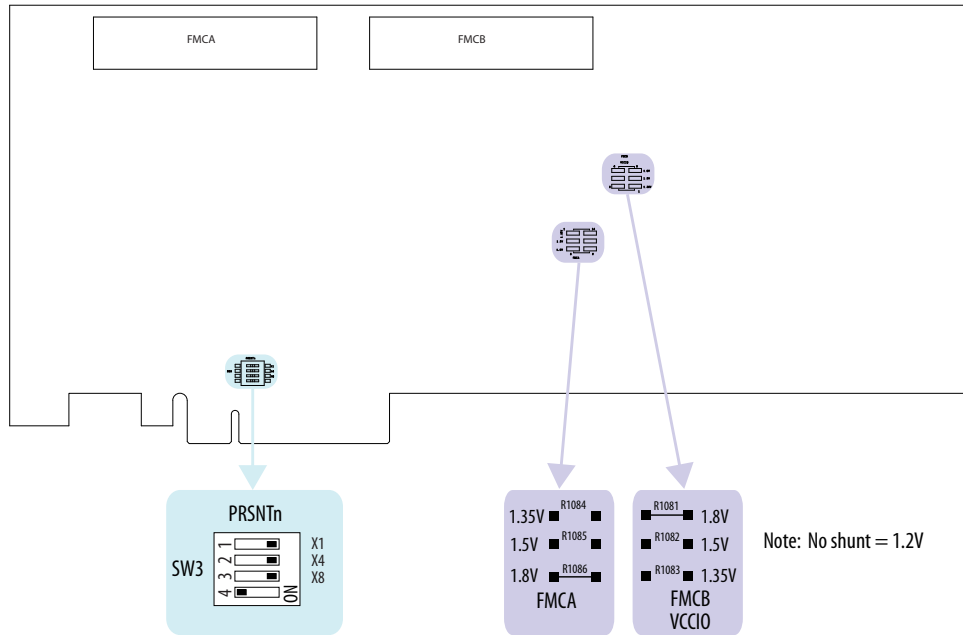 FMCA
FMCB
PRSNTn
SW3
1
2
3
4
X1
X4
X8
ON
1.35V R1084
1.5V R1085
1.8V R1086
FMCA
R1081 1.8V
R1082 1.5V
R1083 1.35V
FMCB
VCCIO
Note: No shunt = 1.2V